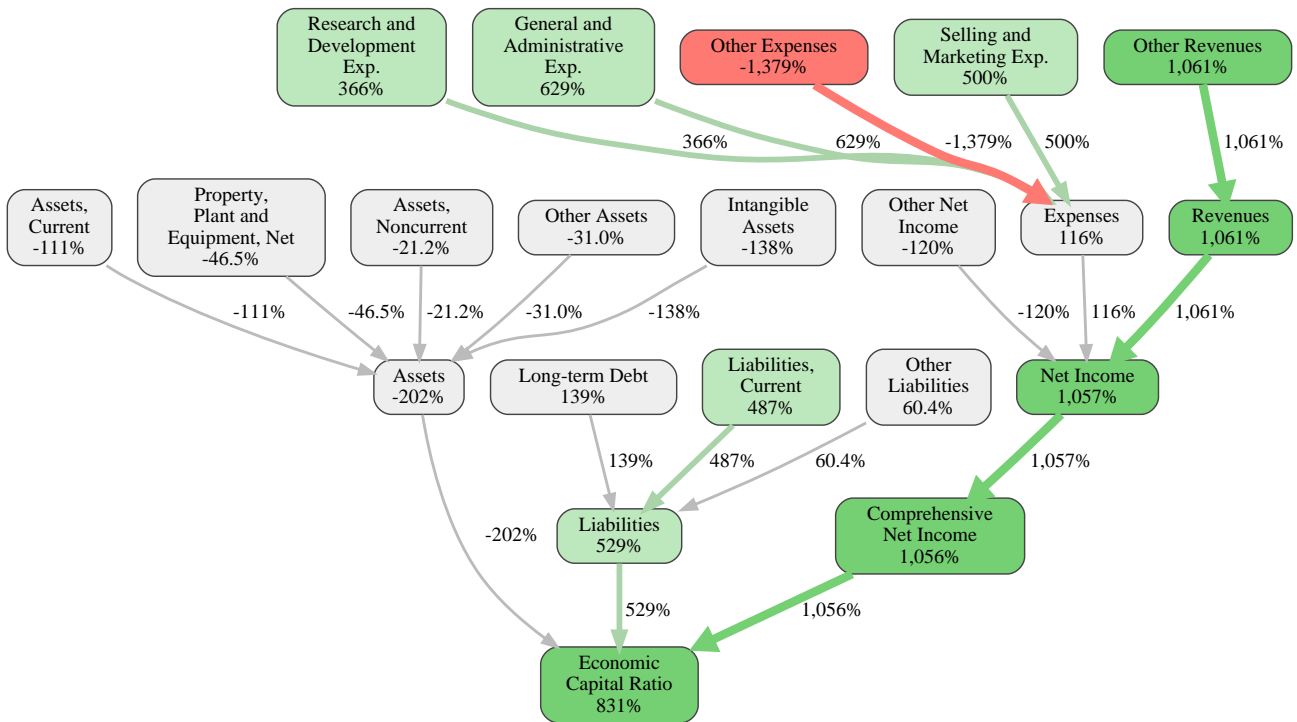 Research and
Development
Exp.
366%
General and
Administrative
Exp.
629%
Other Expenses
-1,379%
Selling and
Marketing Exp.
500%
Other Revenues
1,061%
366%
629%
-1,379%
500%
1,061%
Assets,
Current
-111%
Property,
Plant and
Equipment, Net
-46.5%
Assets,
Noncurrent
-21.2%
Other Assets
-31.0%
Intangible
Assets
-138%
Other Net
Income
-120%
Expenses
116%
Revenues
1,061%
-111%
-46.5%
-21.2%
-31.0%
-138%
-120%
116%
1,061%
Assets
-202%
Long-term Debt
139%
Liabilities,
Current
487%
Other
Liabilities
60.4%
Net Income
1,057%
139%
487%
60.4%
1,057%
-202%
Liabilities
529%
Comprehensive
Net Income
1,056%
529%
1,056%
Economic
Capital Ratio
831%